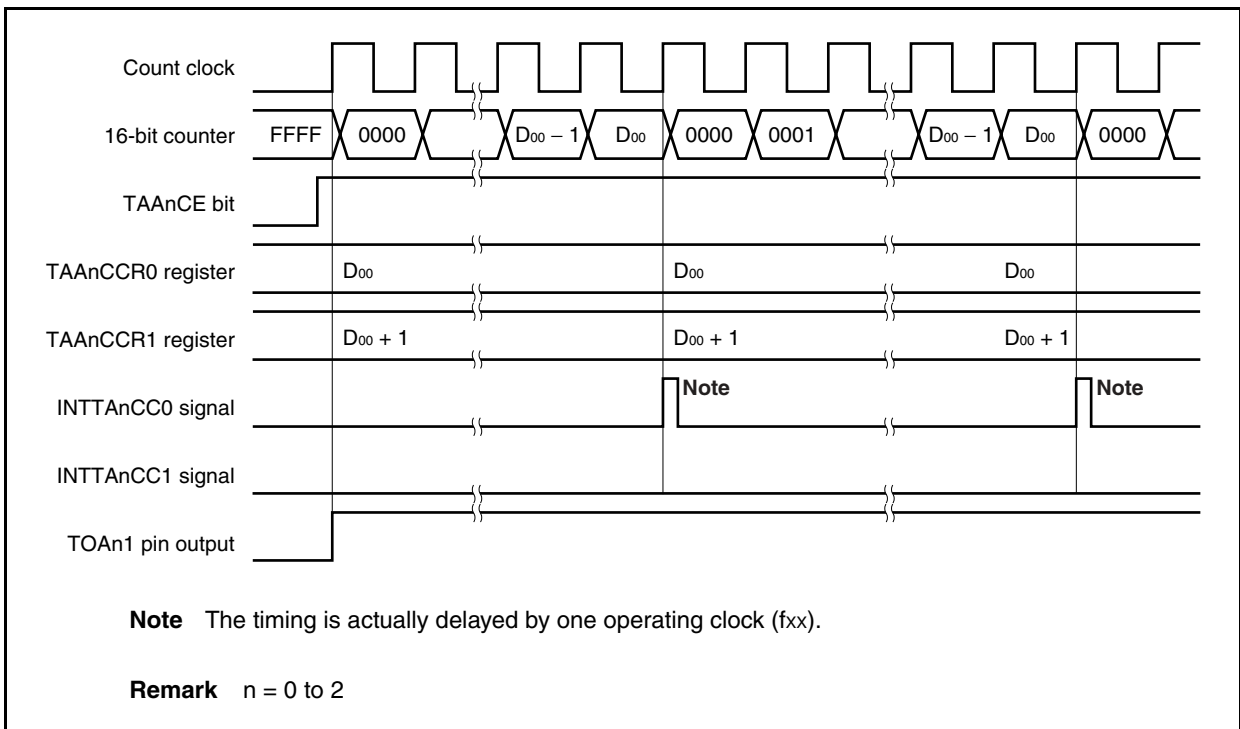 Count clock
16-bit counter FFFF 0000 D00 − 1 D00 0000 0001 D00 − 1 D00 0000
TAAnCE bit
TAAnCCR0 register D00 D00 D00
TAAnCCR1 register D00 + 1 D00 + 1 D00 + 1
INTTAnCC0 signal Note Note
INTTAnCC1 signal
TOAn1 pin output
Note The timing is actually delayed by one operating clock (fxx).
Remark n = 0 to 2